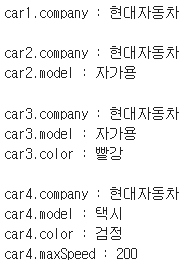 car1.company : 현대자동차
car2.company : 현대자동차
car2.model : 자가용
car3.company : 현대자동차
car3.model : 자가용
car3.color : 빨강
car4.company : 현대자동차
car4.model : 택시
car4.color : 검정
car4.maxSpeed : 200